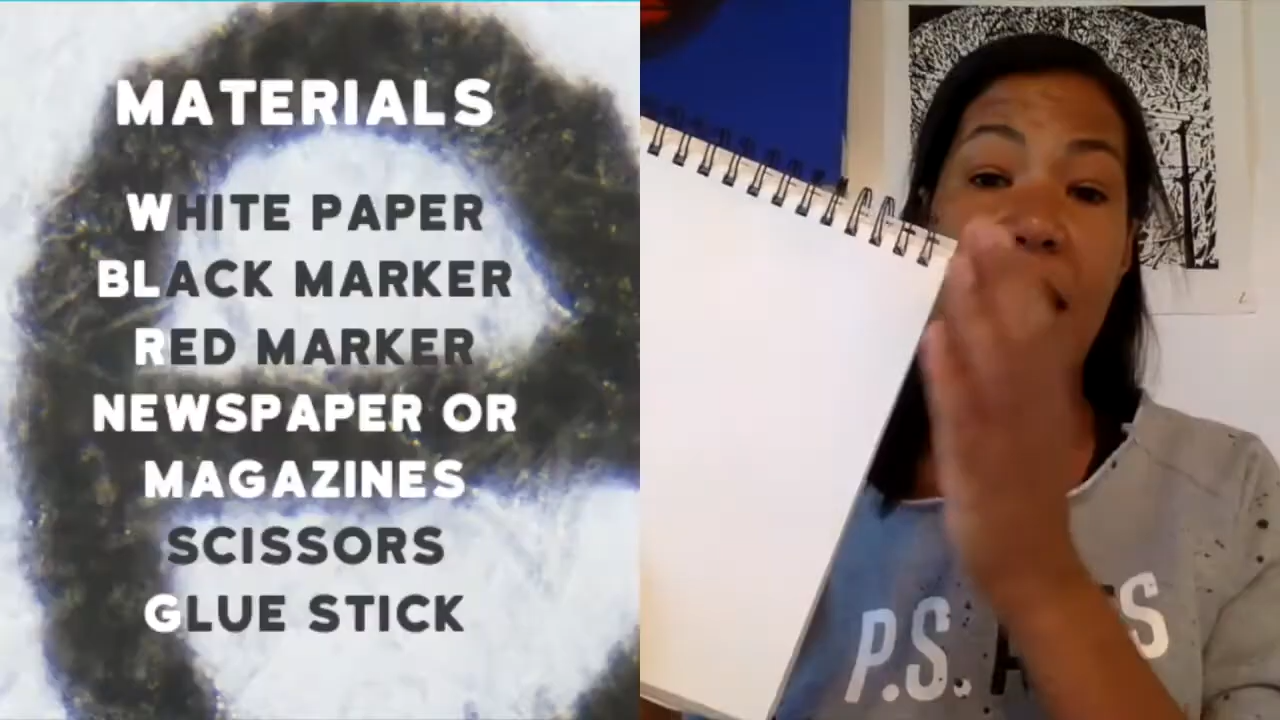 MATERIALS
WHITE PAPER
BLACK MARKER
RED MARKER
NEWSPAPER OR
MAGAZINES
SCISSORS
GLUE STICK
P.S.